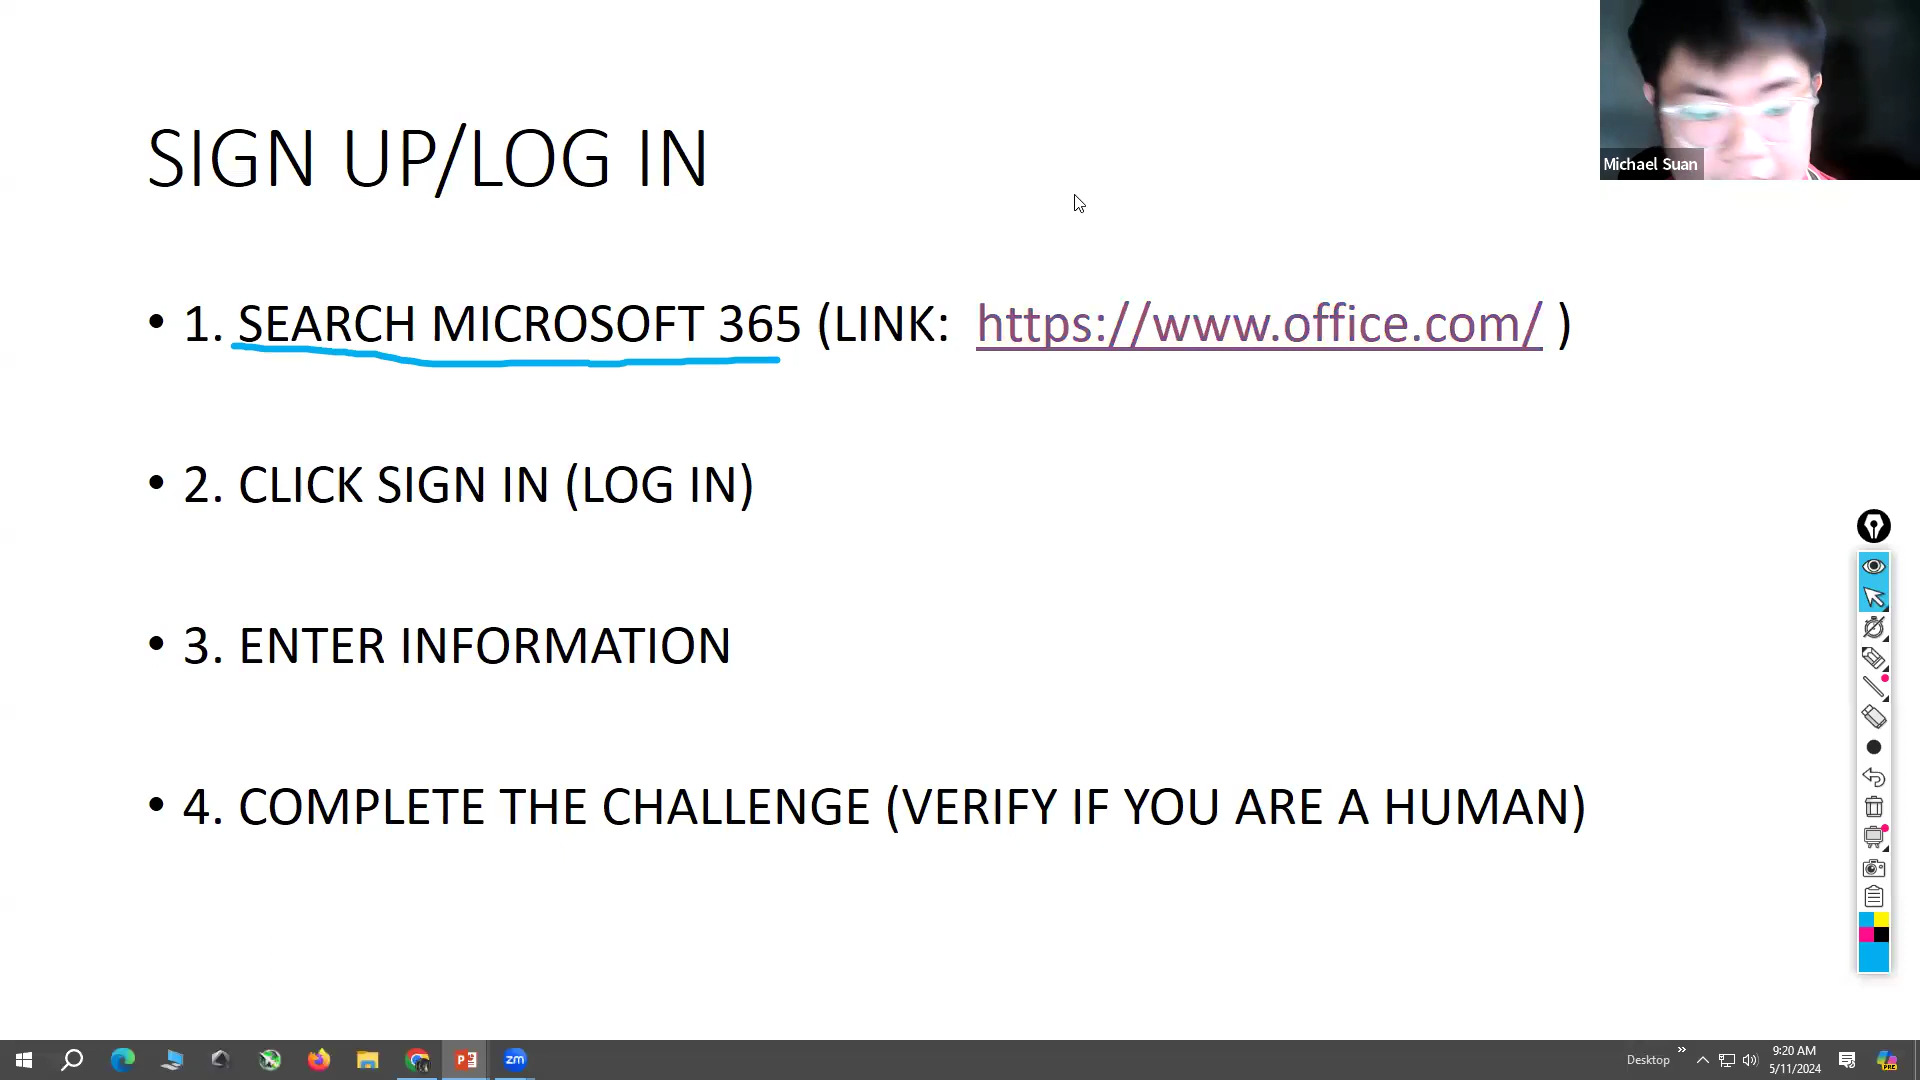 Michael Suan
SIGN UP/LOG IN
• 1. SEARCH MICROSOFT 365 (LINK: https://www.office.com/ )
• 2. CLICK SIGN IN (LOG IN)
• 3. ENTER INFORMATION
• 4. COMPLETE THE CHALLENGE (VERIFY IF YOU ARE A HUMAN)
zm
Desktop
9:20 AM
5/11/2024
PRE